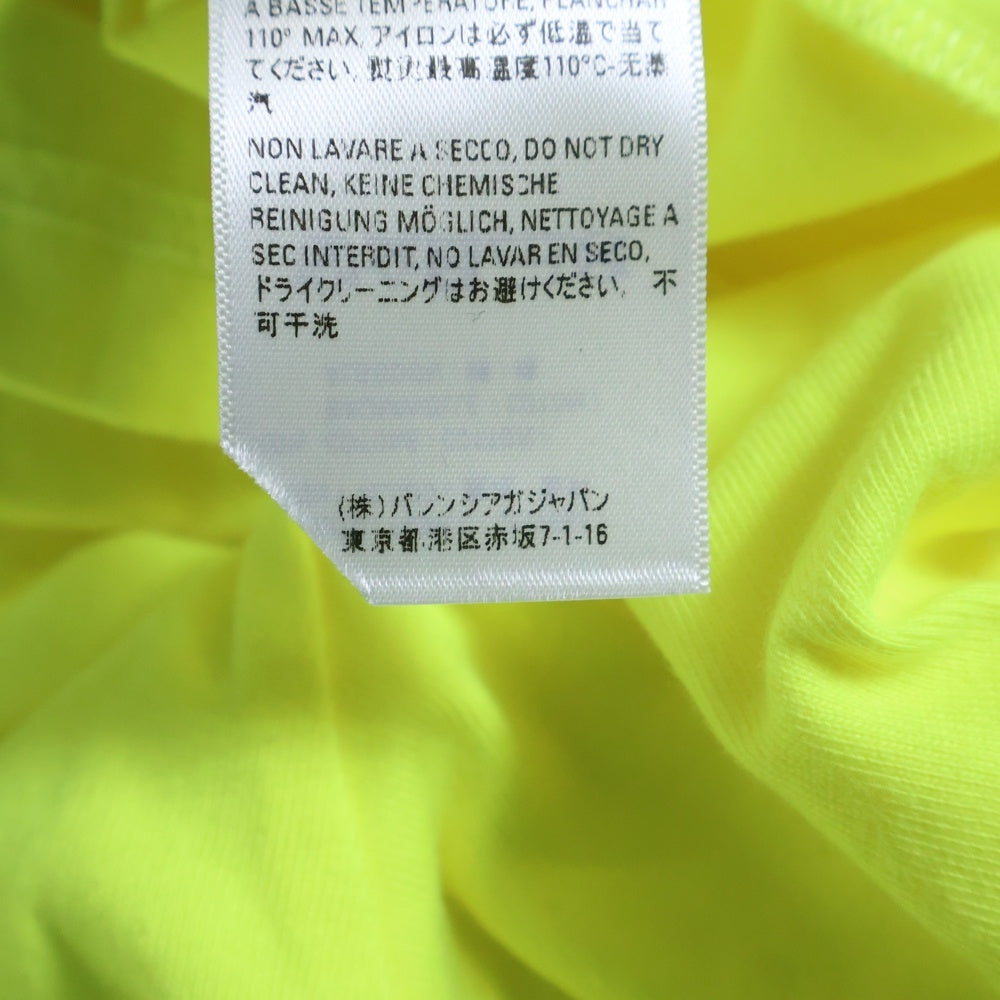 A BASSE TEMPERATURE, PLANCHAR
110° MAX, アイロンは必ず低温で当て
てください, 熨烫最高温度110°C-无蒸
汽
NON LAVARE A SECCO, DO NOT DRY
CLEAN, KEINE CHEMISCHE
REINIGUNG MÖGLICH, NETTOYAGE A
SEC INTERDIT, NO LAVAR EN SECO,
ドライクリーニングはお避けください, 不
可干洗
(株)バレンシアガジャパン
東京都港区赤坂7-1-16